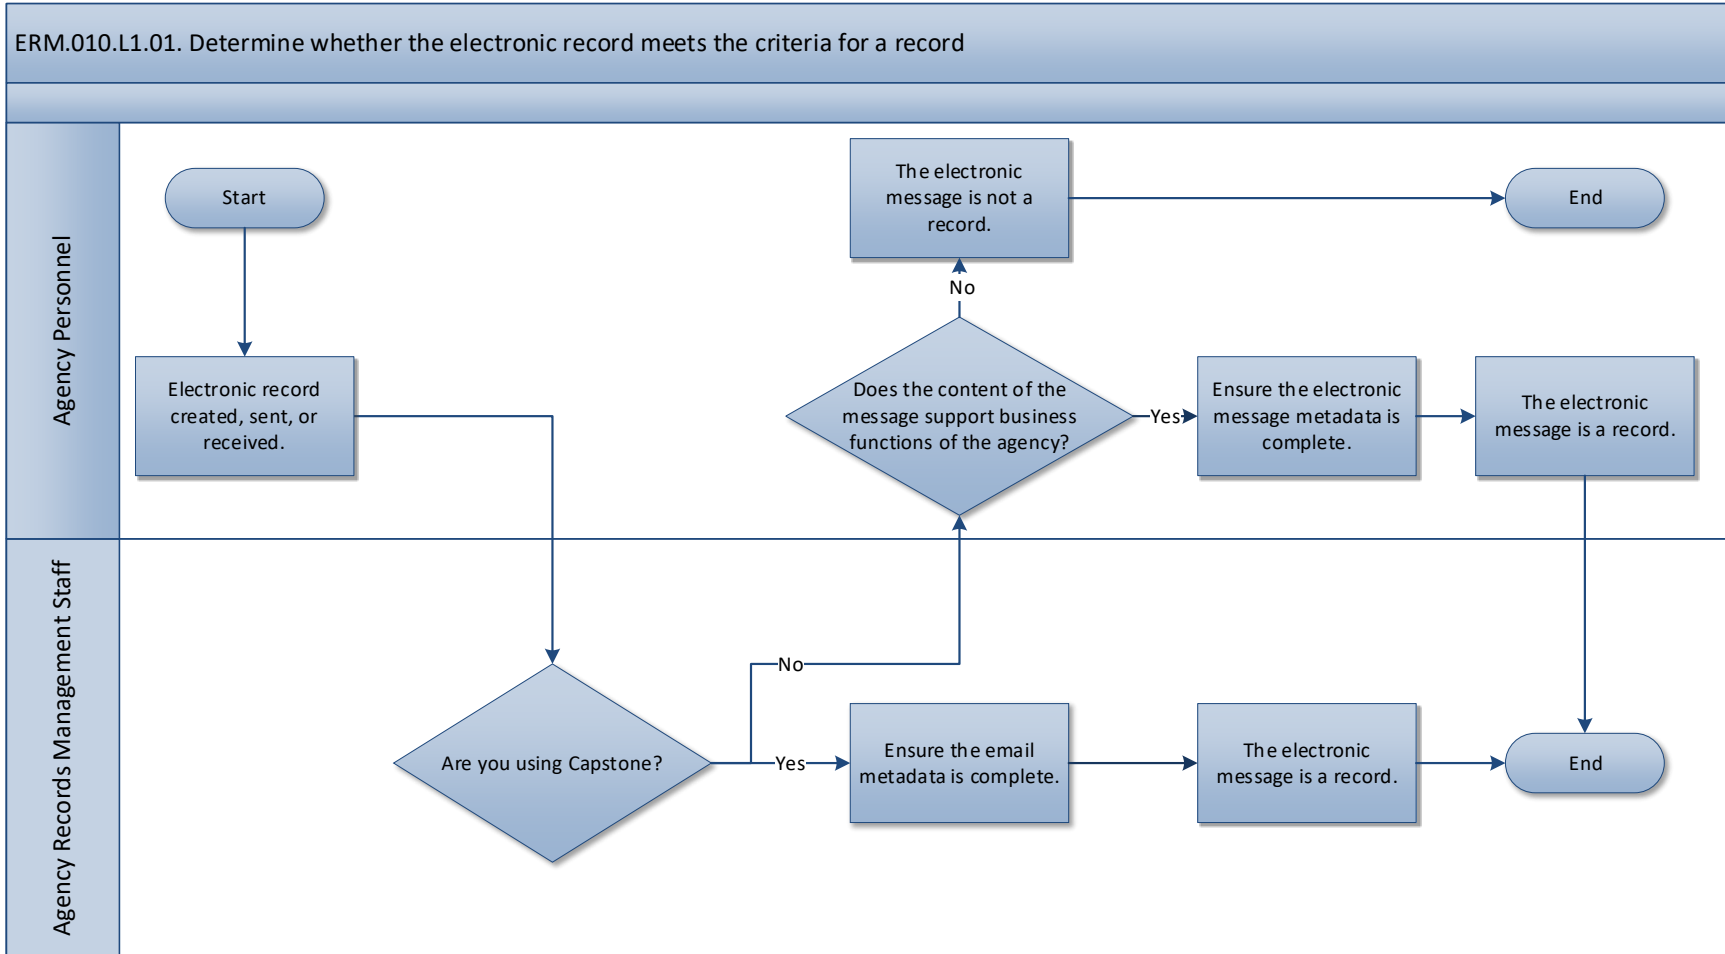 ERM.010.L1.01. Determine whether the electronic record meets the criteria for a record
Agency Personnel
Start
Electronic record
created, sent, or
received.
The electronic
message is not a
record.
End
No
Does the content of the
message support business
functions of the agency?
Yes
Ensure the electronic
message metadata is
complete.
The electronic
message is a record.
Agency Records Management Staff
Are you using Capstone?
No
Yes
Ensure the email
metadata is complete.
The electronic
message is a record.
End